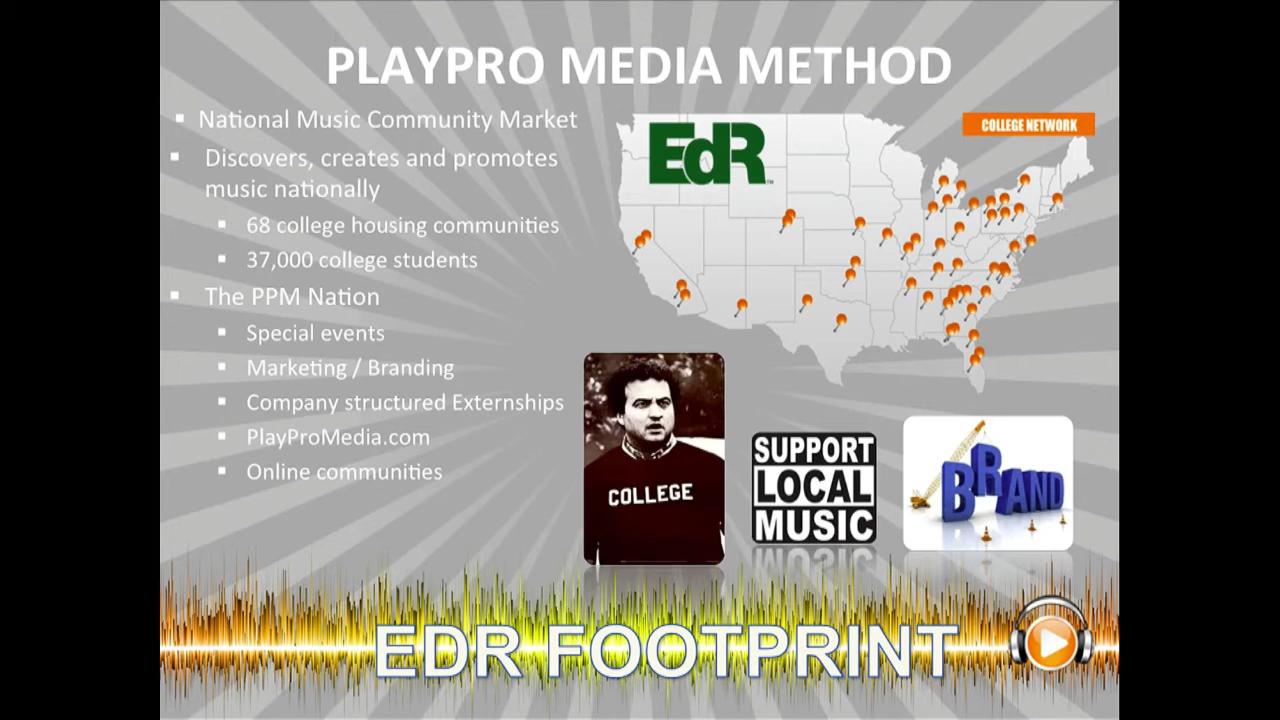 PLAYPRO MEDIA METHOD
▪ National Music Community Market
▪ Discovers, creates and promotes
music nationally
▪ 68 college housing communities
▪ 37,000 college students
▪ The PPM Nation
▪ Special events
▪ Marketing / Branding
▪ Company structured Externships
▪ PlayProMedia.com
▪ Online communities
EdR™
COLLEGE NETWORK
COLLEGE
SUPPORT
LOCAL
MUSIC
BRAND
EDR FOOTPRINT